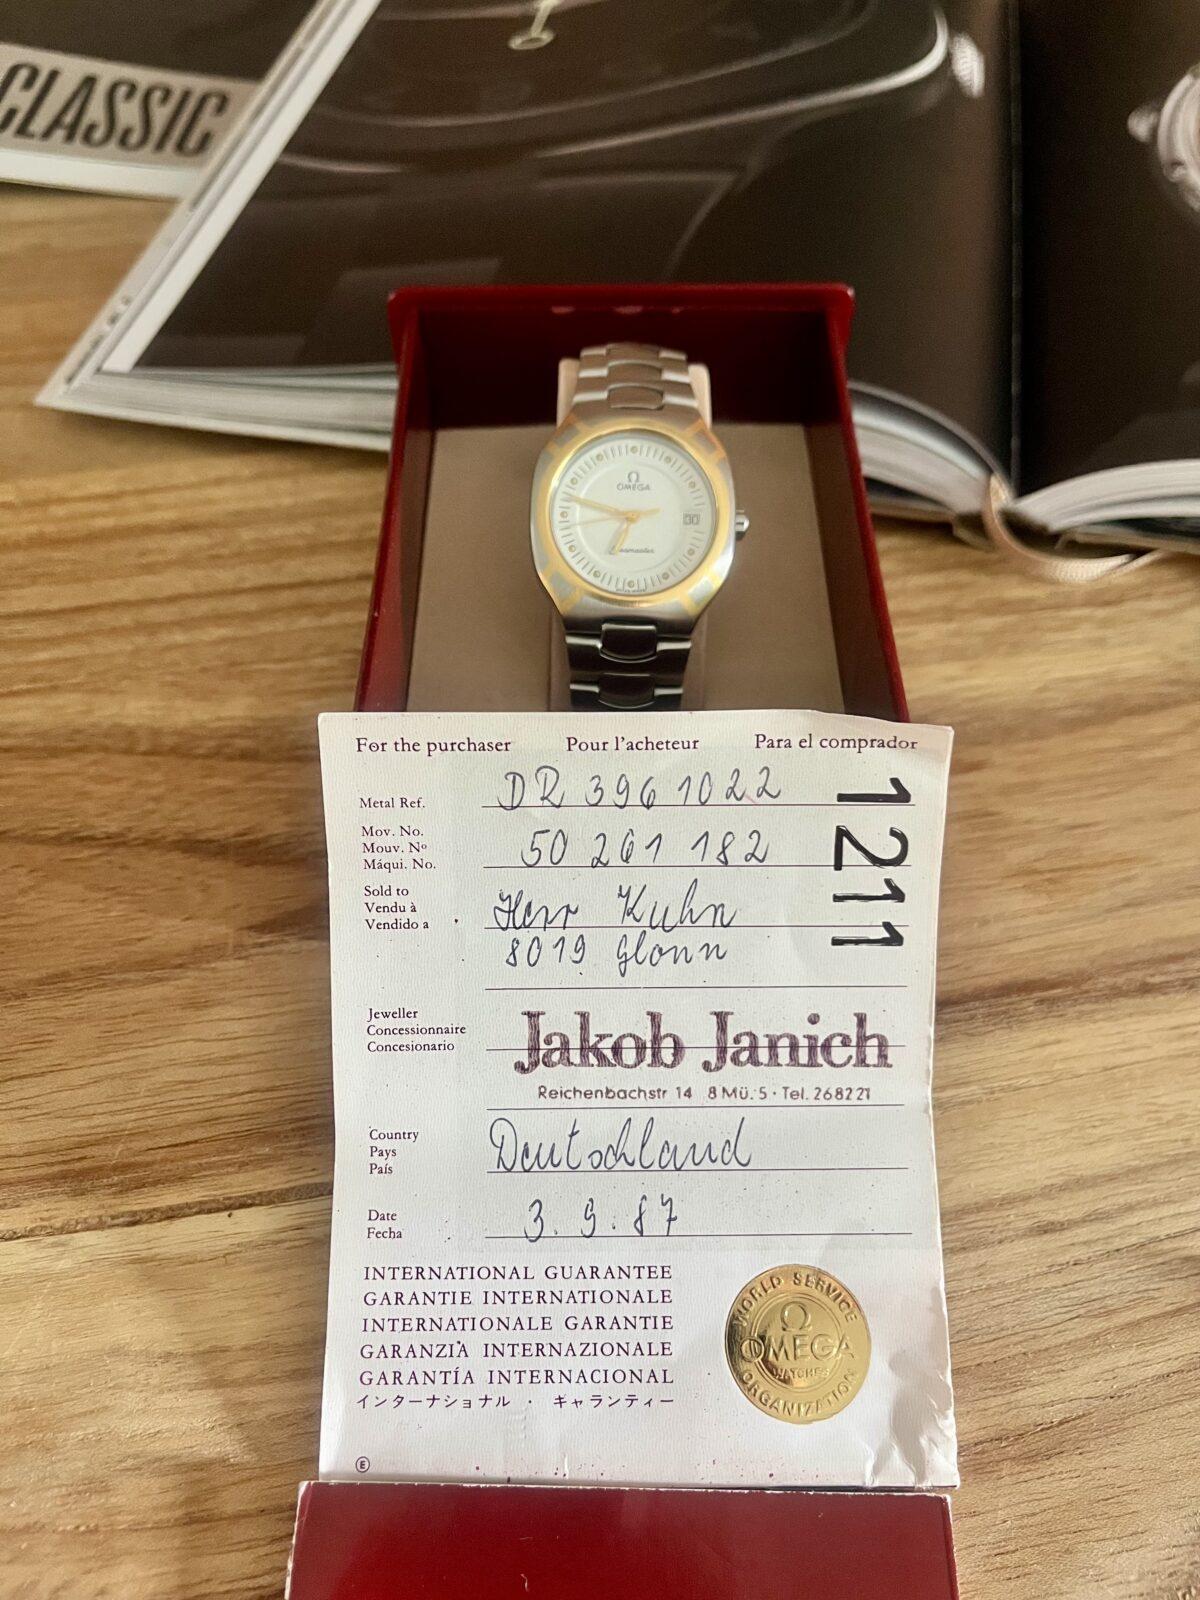 CLASSIC
Ω
OMEGA
30
Seamaster
For the purchaser Pour l'acheteur Para el comprador
Metal Ref. DR 396 1022
Mov. No.
Mouv. Nº 50 261 182
Máqui. No.
1211
Sold to
Vendu à Herr Kuhn
Vendido a
8019 Glonn
Jeweller
Concessionnaire Jakob Janich
Concesionario
Reichenbachstr 14 8 Mü. 5 · Tel. 268221
Country
Pays Deutschland
País
Date 3. 9. 87
Fecha
INTERNATIONAL GUARANTEE
GARANTIE INTERNATIONALE
INTERNATIONALE GARANTIE
GARANZIA INTERNAZIONALE
GARANTÍA INTERNACIONAL
インターナショナル · ギャランティー
WORLD SERVICE
Ω
OMEGA
WATCHES
ORGANIZATION
Ⓔ